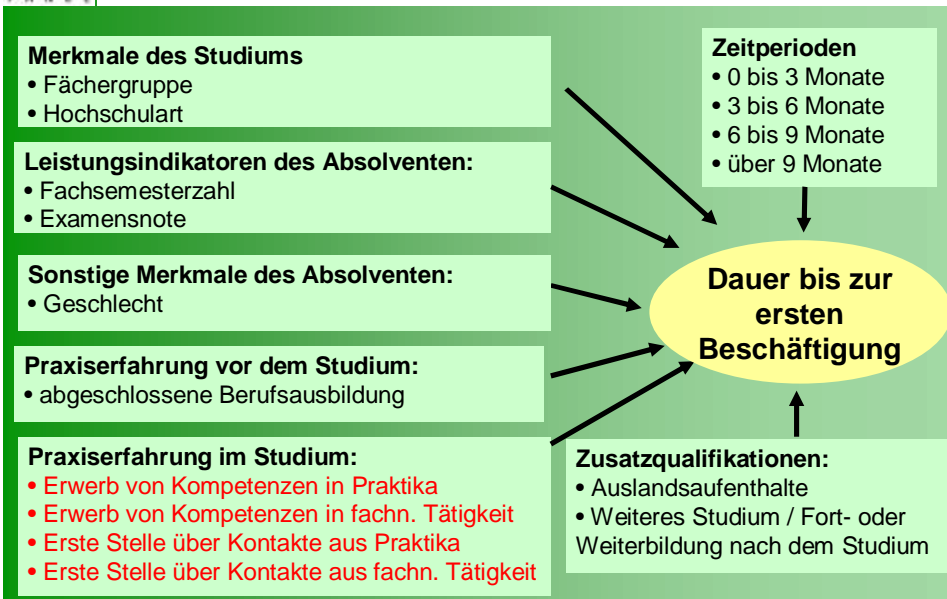 Merkmale des Studiums
• Fächergruppe
• Hochschulart
Leistungsindikatoren des Absolventen:
• Fachsemesterzahl
• Examensnote
Sonstige Merkmale des Absolventen:
• Geschlecht
Praxiserfahrung vor dem Studium:
• abgeschlossene Berufsausbildung
Praxiserfahrung im Studium:
• Erwerb von Kompetenzen in Praktika
• Erwerb von Kompetenzen in fachn. Tätigkeit
• Erste Stelle über Kontakte aus Praktika
• Erste Stelle über Kontakte aus fachn. Tätigkeit
Zeitperioden
• 0 bis 3 Monate
• 3 bis 6 Monate
• 6 bis 9 Monate
• über 9 Monate
Dauer bis zur
ersten
Beschäftigung
Zusatzqualifikationen:
• Auslandsaufenthalte
• Weiteres Studium / Fort- oder
Weiterbildung nach dem Studium